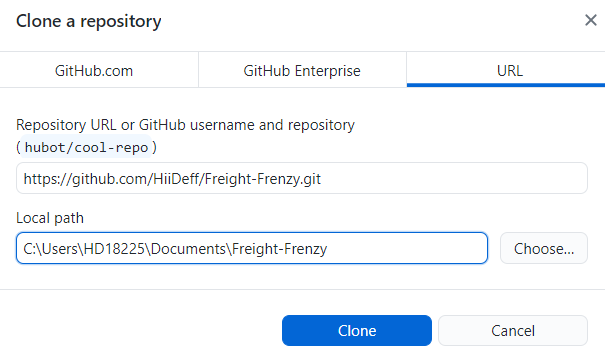 Clone a repository
GitHub.com
GitHub Enterprise
URL
Repository URL or GitHub username and repository
(hubot/cool-repo)
https://github.com/HiiDeff/Freight-Frenzy.git
Local path
C:\Users\HD18225\Documents\Freight-Frenzy
Choose...
Clone
Cancel